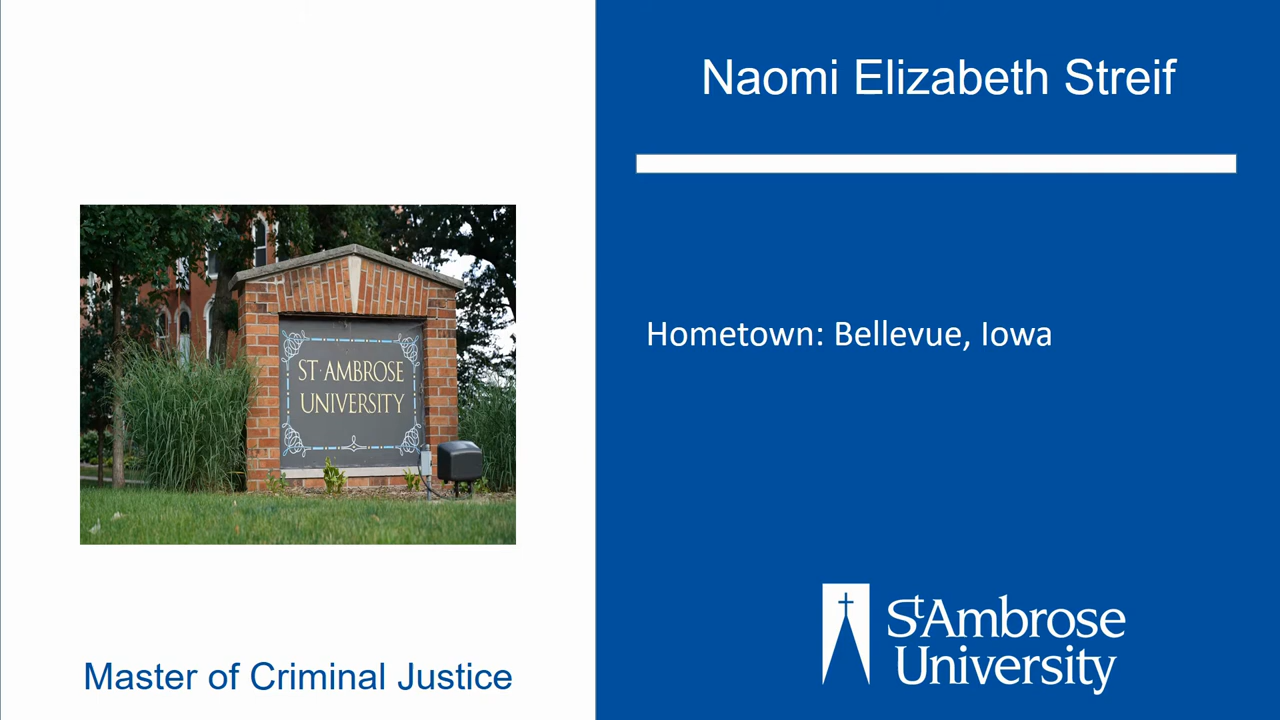 Naomi Elizabeth Streif
Hometown: Bellevue, Iowa
ST·AMBROSE
UNIVERSITY
Master of Criminal Justice
St Ambrose
University